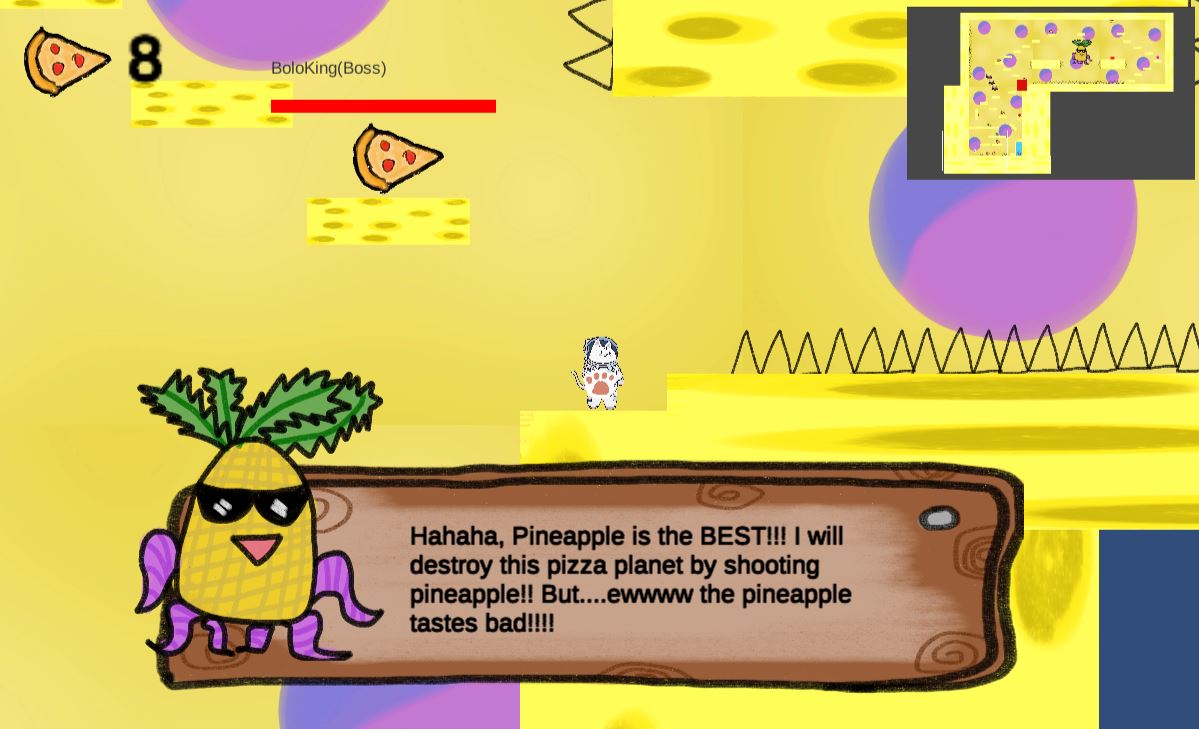 8
BoloKing(Boss)
Hahaha, Pineapple is the BEST!!! I will
destroy this pizza planet by shooting
pineapple!! But....ewwww the pineapple
tastes bad!!!!